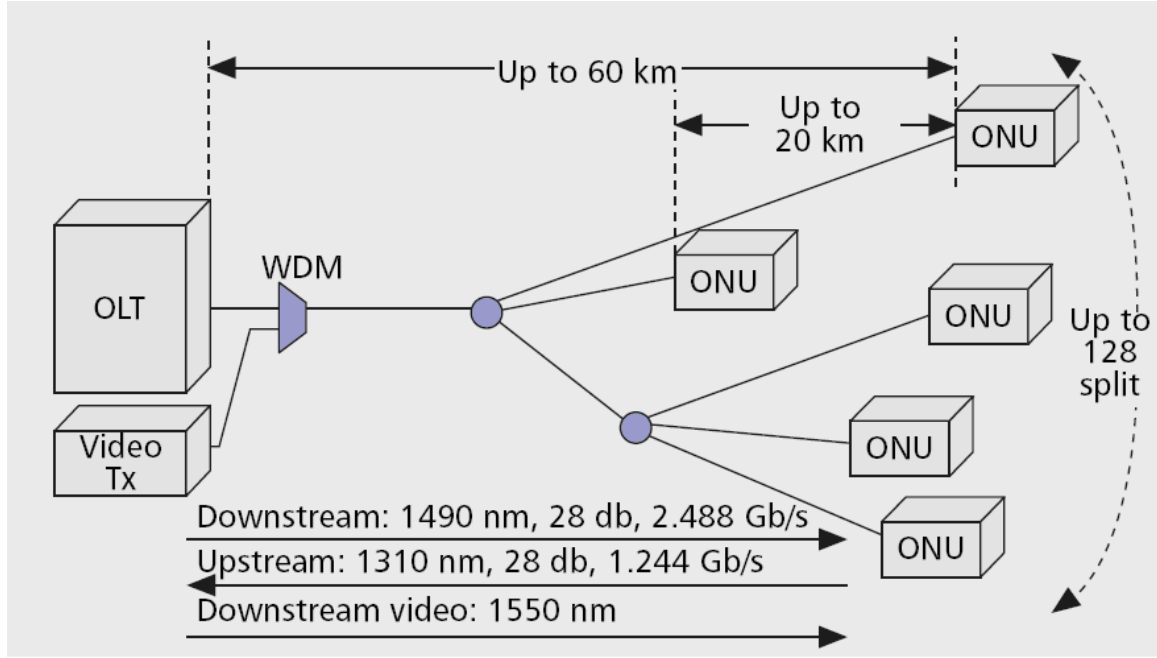 Up to 60 km
Up to
20 km
ONU
WDM
ONU
OLT
ONU
Up to
128
split
Video
Tx
ONU
Downstream: 1490 nm, 28 db, 2.488 Gb/s
ONU
Upstream: 1310 nm, 28 db, 1.244 Gb/s
Downstream video: 1550 nm